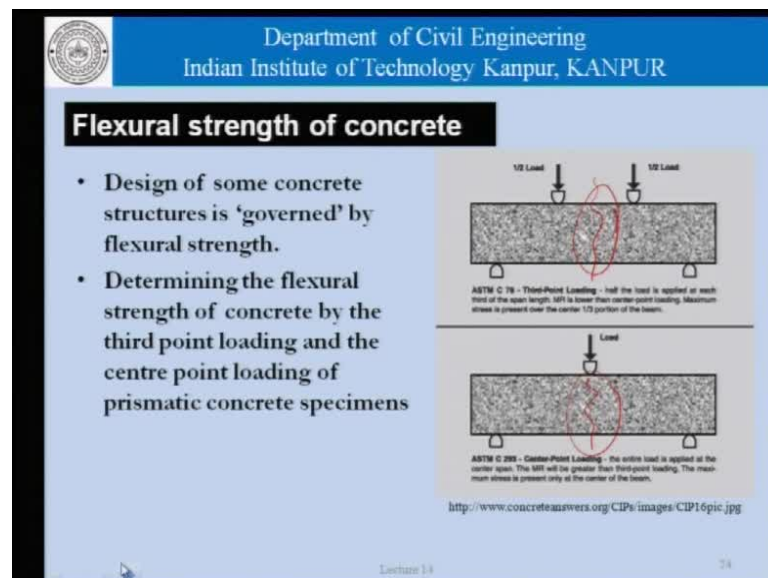 Department of Civil Engineering
Indian Institute of Technology Kanpur, KANPUR
Flexural strength of concrete
• Design of some concrete
structures is ‘governed’ by
flexural strength.
• Determining the flexural
strength of concrete by the
third point loading and the
centre point loading of
prismatic concrete specimens
1/2 Load 1/2 Load
ASTM C 78 - Third-Point Loading - half the load is applied at each
third of the span length. MR is lower than center-point loading. Maximum
stress is present over the center 1/3 portion of the beam.
Load
ASTM C 293 - Center-Point Loading - the entire load is applied at the
center span. The MR will be greater than third-point loading. The maxi-
mum stress is present only at the center of the beam.
http://www.concreteanswers.org/CIPs/images/CIP16pic.jpg
Lecture 14
24